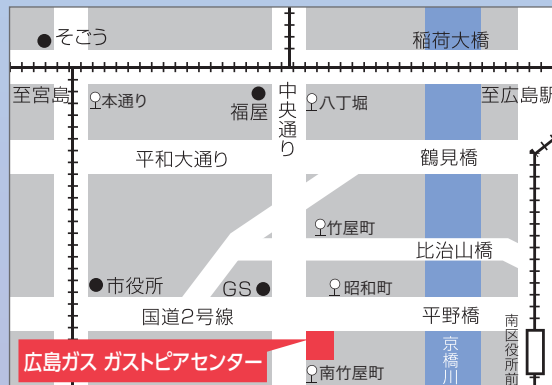 そごう
稲荷大橋
至宮島
本通り
福屋
中央通り
八丁堀
至広島駅
平和大通り
鶴見橋
竹屋町
比治山橋
市役所
GS
昭和町
国道2号線
平野橋
南区役所前
広島ガス ガストピアセンター
京橋川
南竹屋町